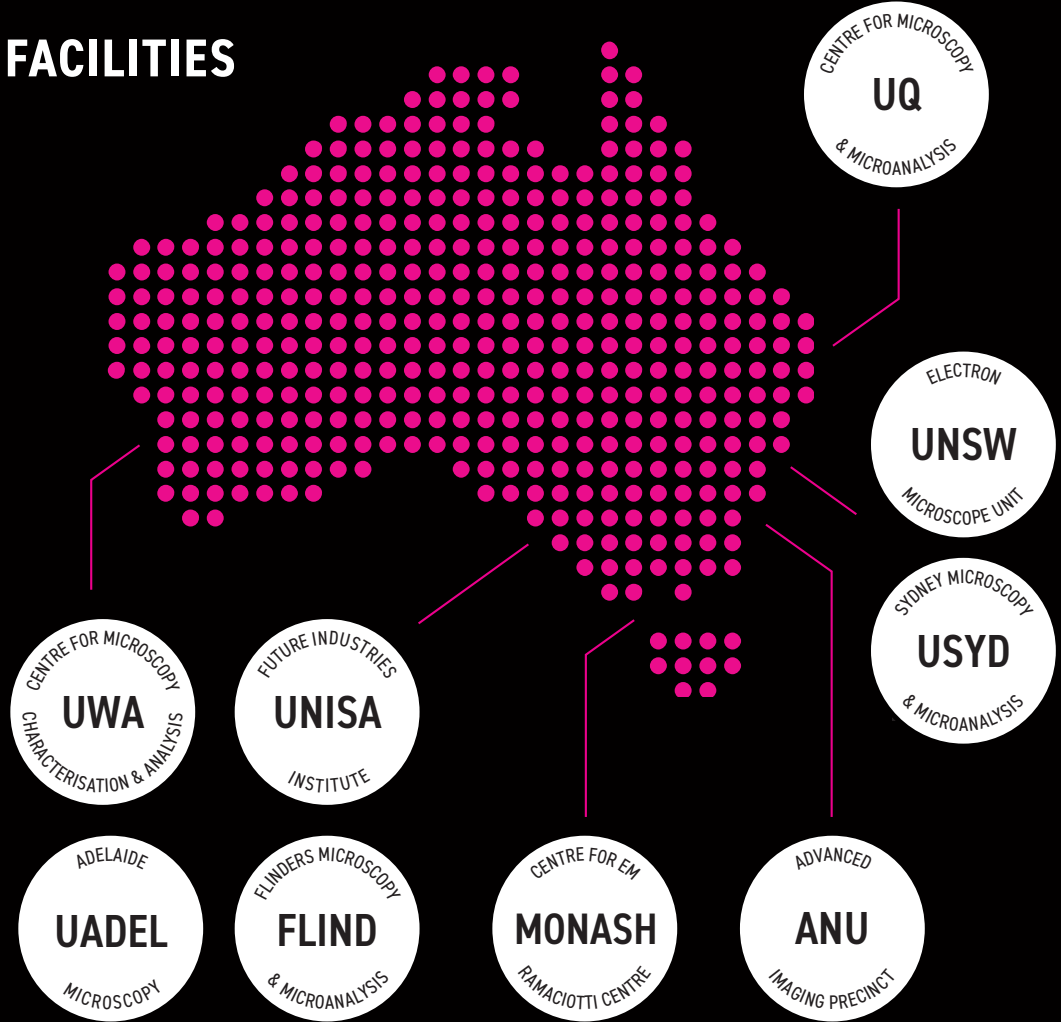 FACILITIES
CENTRE FOR MICROSCOPY
UQ
& MICROANALYSIS
ELECTRON
UNSW
MICROSCOPE UNIT
SYDNEY MICROSCOPY
USYD
& MICROANALYSIS
CENTRE FOR MICROSCOPY
UWA
CHARACTERISATION & ANALYSIS
FUTURE INDUSTRIES
UNISA
INSTITUTE
ADELAIDE
UADEL
MICROSCOPY
FLINDERS MICROSCOPY
FLIND
& MICROANALYSIS
CENTRE FOR EM
MONASH
RAMACIOTTI CENTRE
ADVANCED
ANU
IMAGING PRECINCT